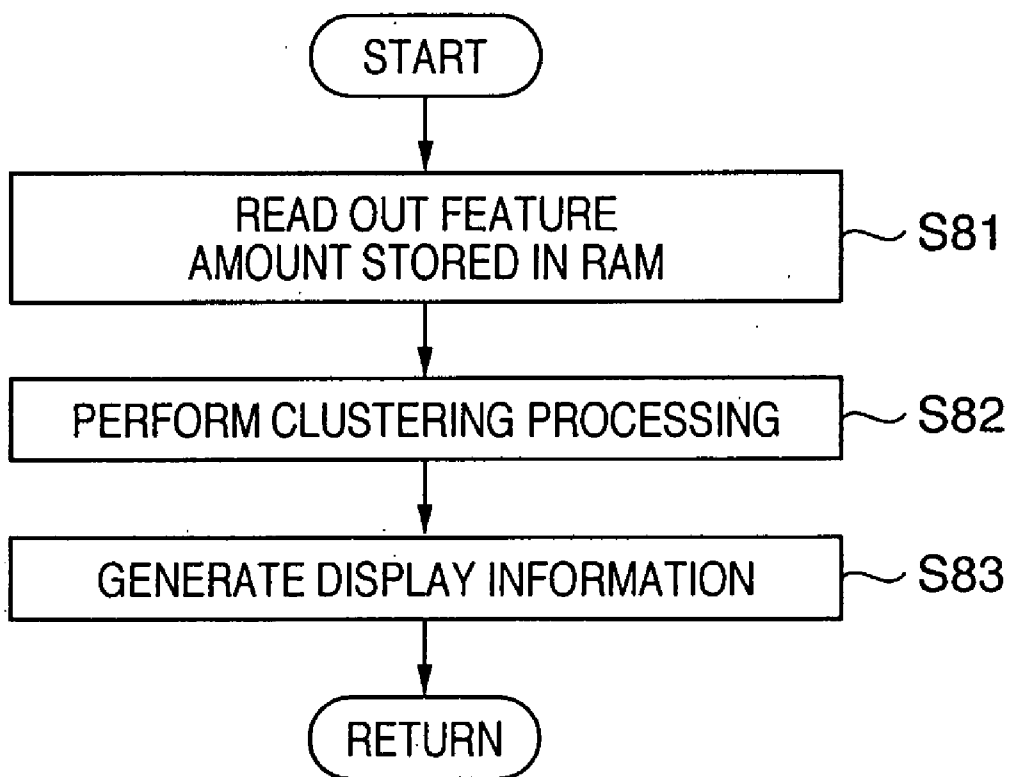 START
READ OUT FEATURE
AMOUNT STORED IN RAM
S81
PERFORM CLUSTERING PROCESSING
S82
GENERATE DISPLAY INFORMATION
S83
RETURN